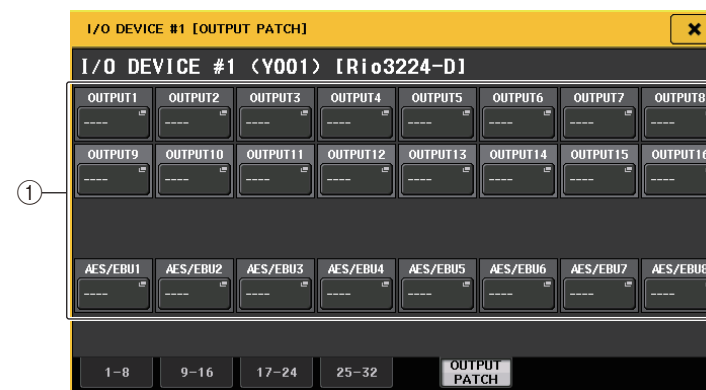 I/O DEVICE #1 [OUTPUT PATCH]
I/O DEVICE #1 (Y001) [Rio3224-D]
OUTPUT1 OUTPUT2 OUTPUT3 OUTPUT4 OUTPUT5 OUTPUT6 OUTPUT7 OUTPUT8
---- ---- ---- ---- ---- ---- ---- ----
OUTPUT9 OUTPUT10 OUTPUT11 OUTPUT12 OUTPUT13 OUTPUT14 OUTPUT15 OUTPUT16
---- ---- ---- ---- ---- ---- ---- ----
①
AES/EBU1 AES/EBU2 AES/EBU3 AES/EBU4 AES/EBU5 AES/EBU6 AES/EBU7 AES/EBU8
---- ---- ---- ---- ---- ---- ---- ----
1-8 9-16 17-24 25-32 OUTPUT
PATCH